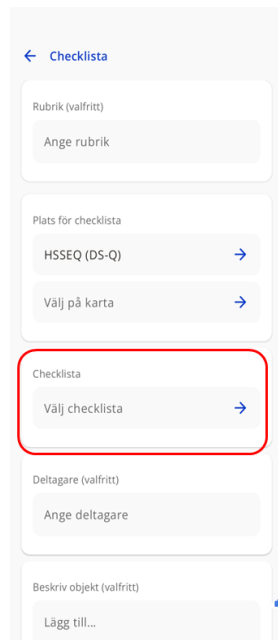 Checklista
Rubrik (valfritt)
Ange rubrik
Plats för checklista
HSSEQ (DS-Q)
Välj på karta
Checklista
Välj checklista
Deltagare (valfritt)
Ange deltagare
Beskriv objekt (valfritt)
Lägg till...